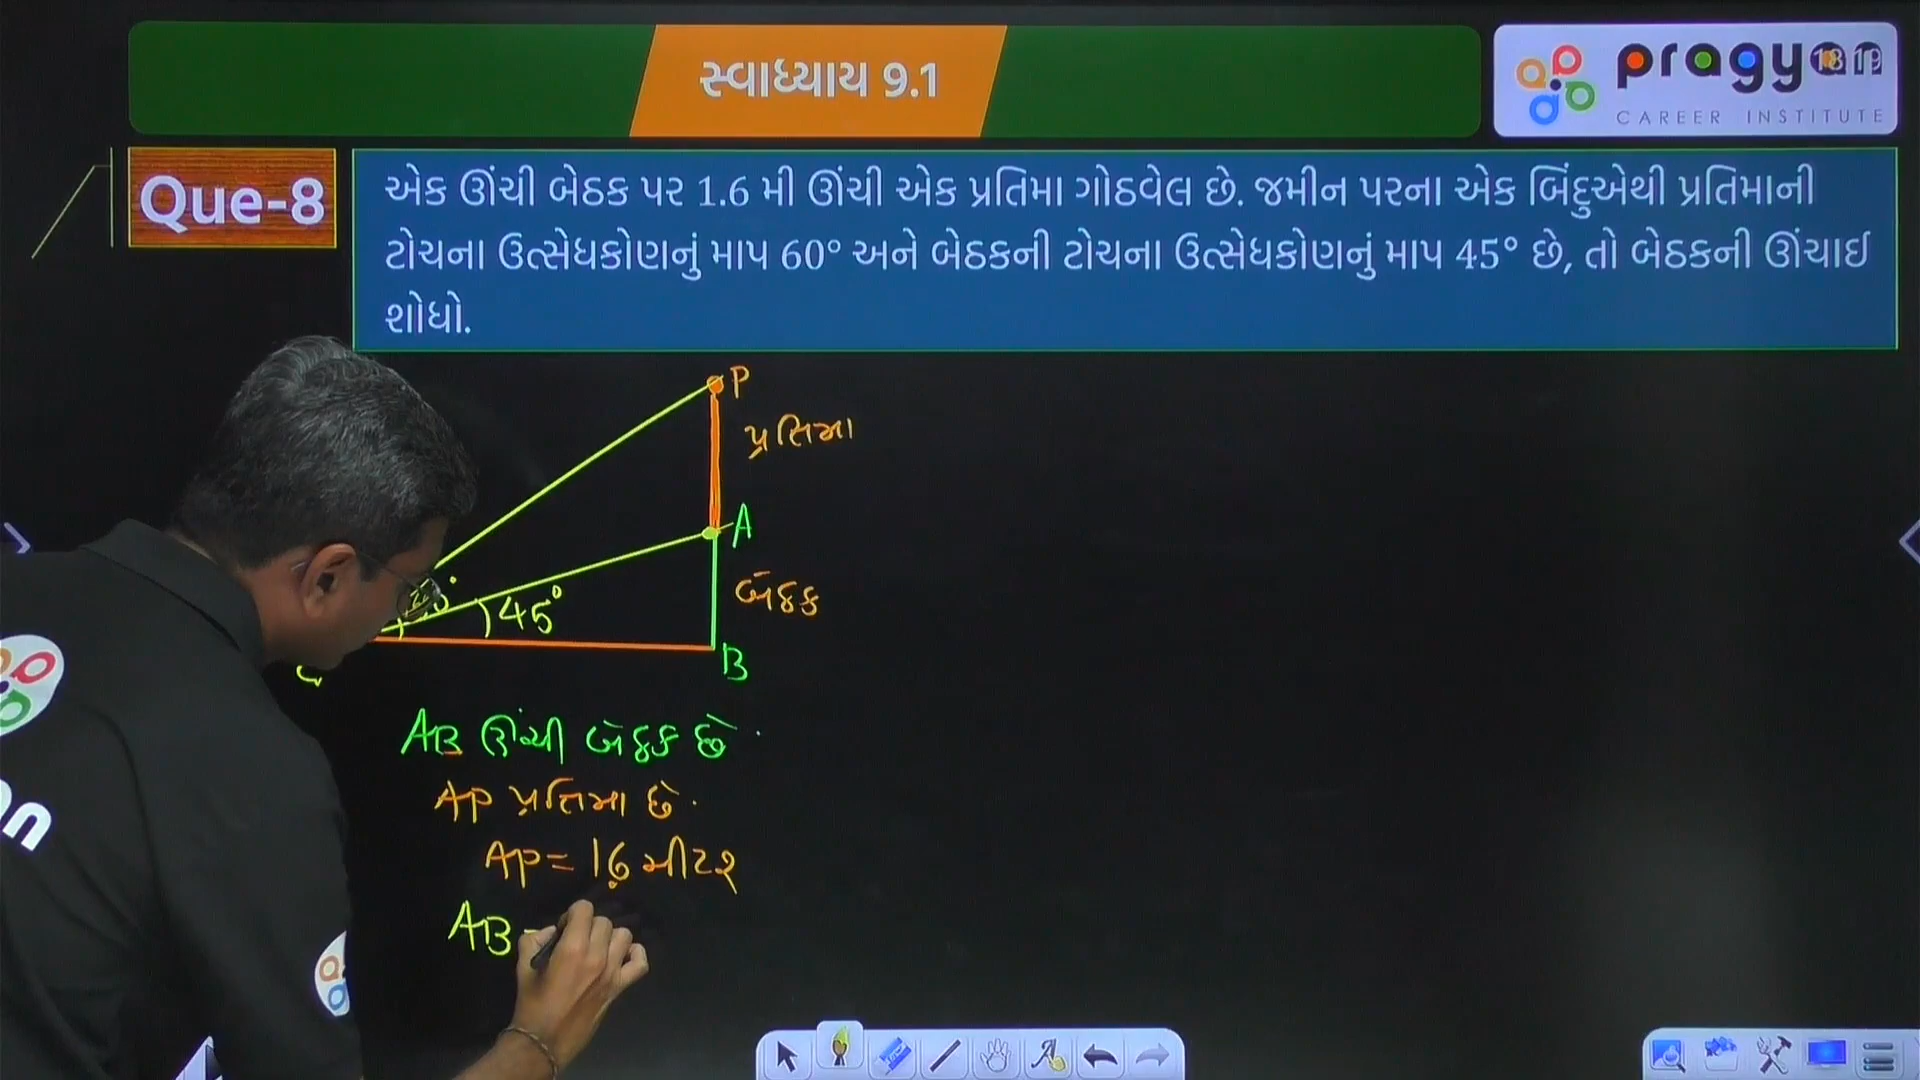 સ્વાધ્યાય 9.1
pragyan
18:19
CAREER INSTITUTE
Que-8
એક ઊંચી બેઠક પર 1.6 મી ઊંચી એક પ્રતિમા ગોઠવેલ છે. જમીન પરના એક બિંદુએથી પ્રતિમાની
ટોચના ઉત્સેધકોણનું માપ 60° અને બેઠકની ટોચના ઉત્સેધકોણનું માપ 45° છે, તો બેઠકની ઊંચાઈ
શોધો.
P
પ્રતિમા
A
બેઠક
45°
B
AB ઊંચી બેઠક છે.
AP પ્રતિમા છે.
AP = 1.6 મીટર
AB =